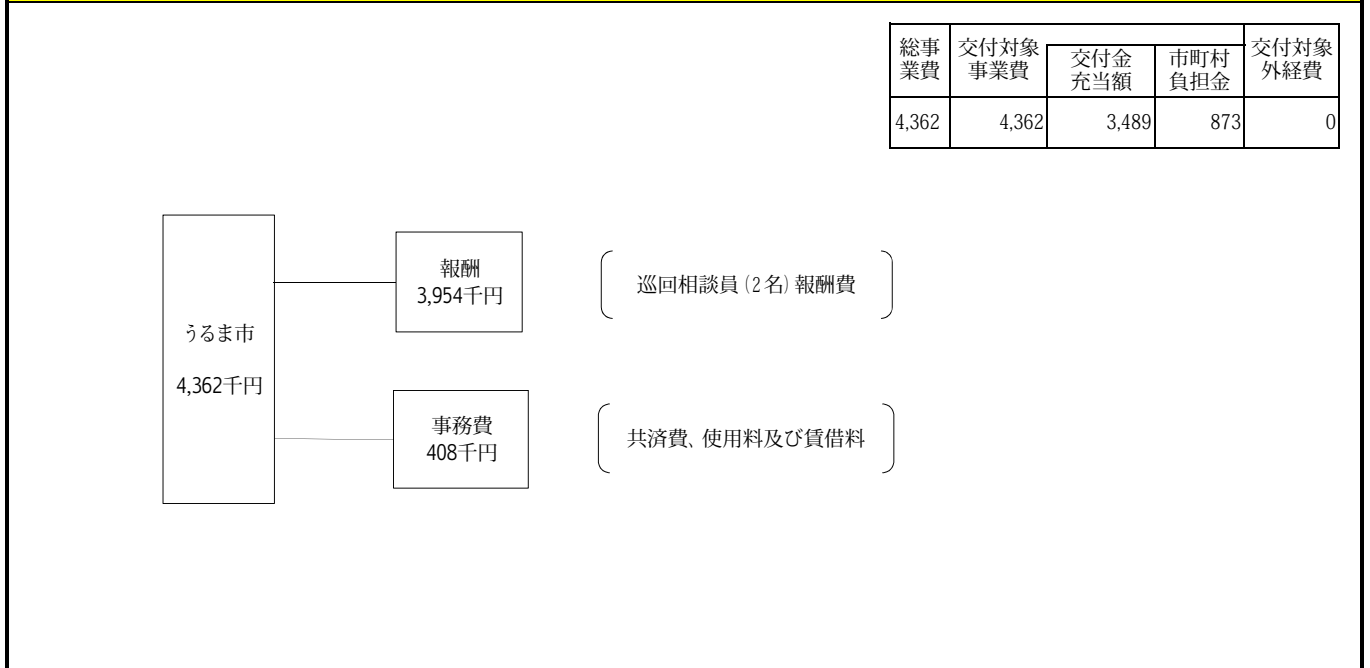 総事
業費
交付対象
事業費
交付金
充当額
市町村
負担金
交付対象
外経費
4,362
4,362
3,489
873
0
うるま市
4,362千円
報酬
3,954千円
巡回相談員(2名)報酬費
事務費
408千円
共済費、使用料及び賃借料